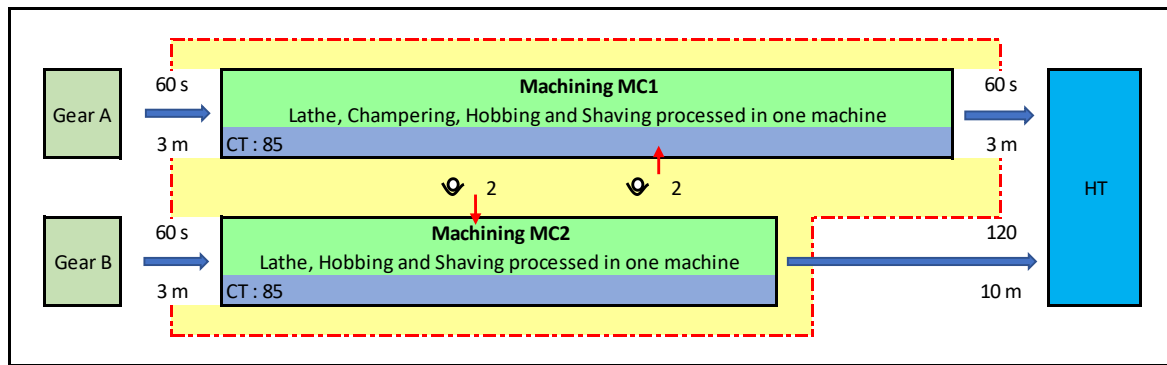 Gear A
60 s
3 m
Machining MC1
Lathe, Champering, Hobbing and Shaving processed in one machine
CT : 85
60 s
3 m
HT
2
2
Gear B
60 s
3 m
Machining MC2
Lathe, Hobbing and Shaving processed in one machine
CT : 85
120
10 m